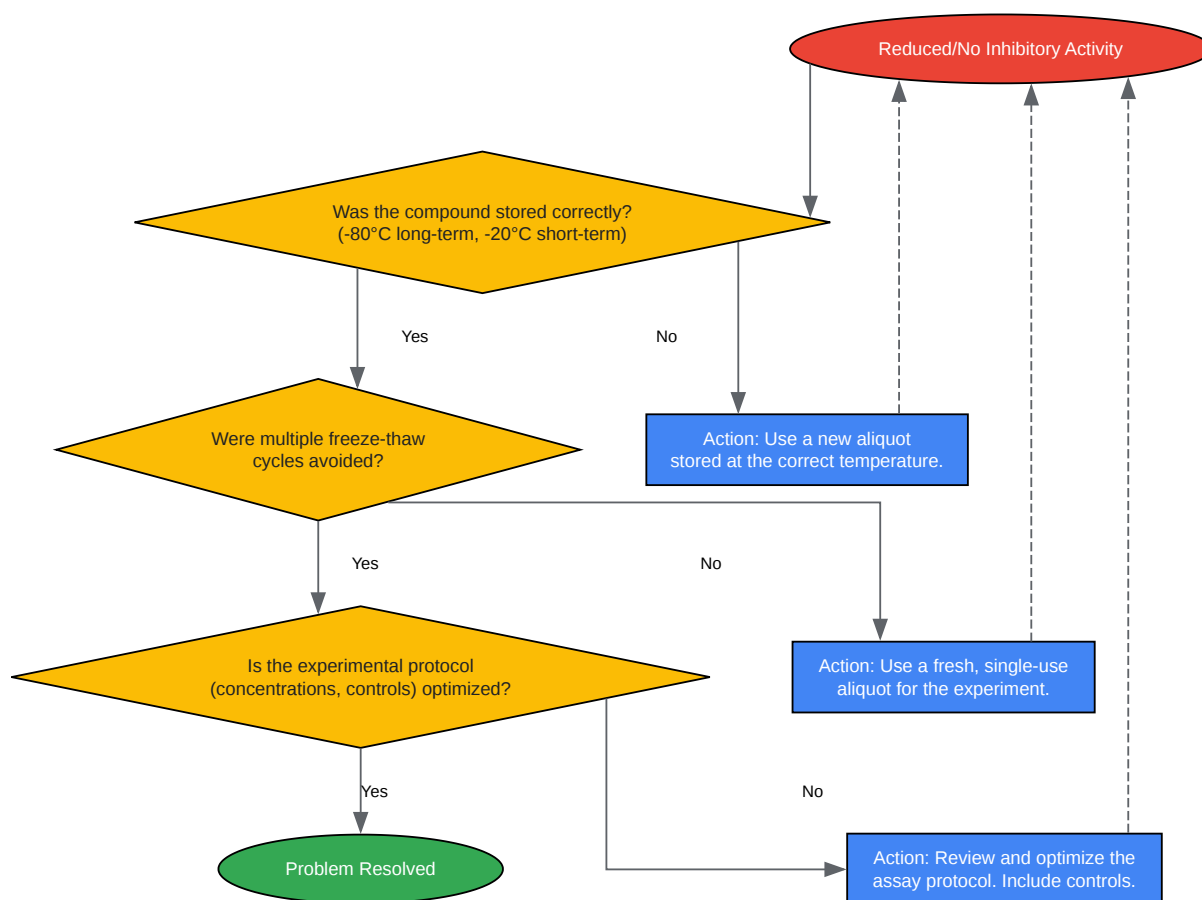 Reduced/No Inhibitory Activity
Was the compound stored correctly?
(-80°C long-term, -20°C short-term)
Yes
No
Were multiple freeze-thaw
cycles avoided?
Action: Use a new aliquot
stored at the correct temperature.
Yes
No
Is the experimental protocol
(concentrations, controls) optimized?
Action: Use a fresh, single-use
aliquot for the experiment.
Yes
No
Problem Resolved
Action: Review and optimize the
assay protocol. Include controls.